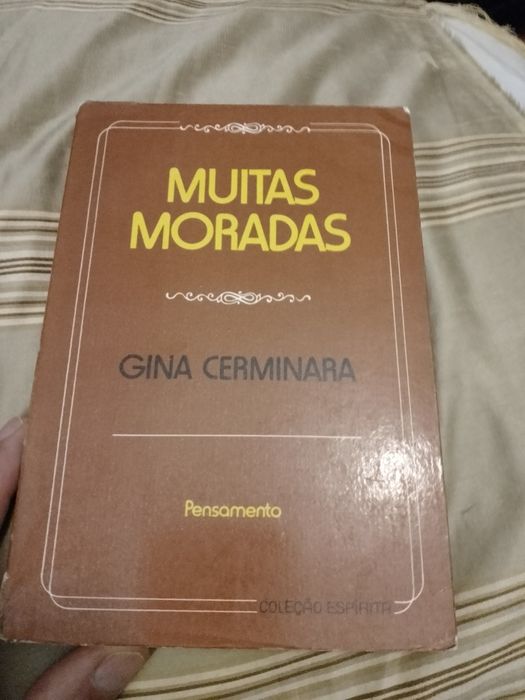 MUITAS
MORADAS
GINA CERMINARA
Pensamento
COLEÇÃO ESPÍRITA